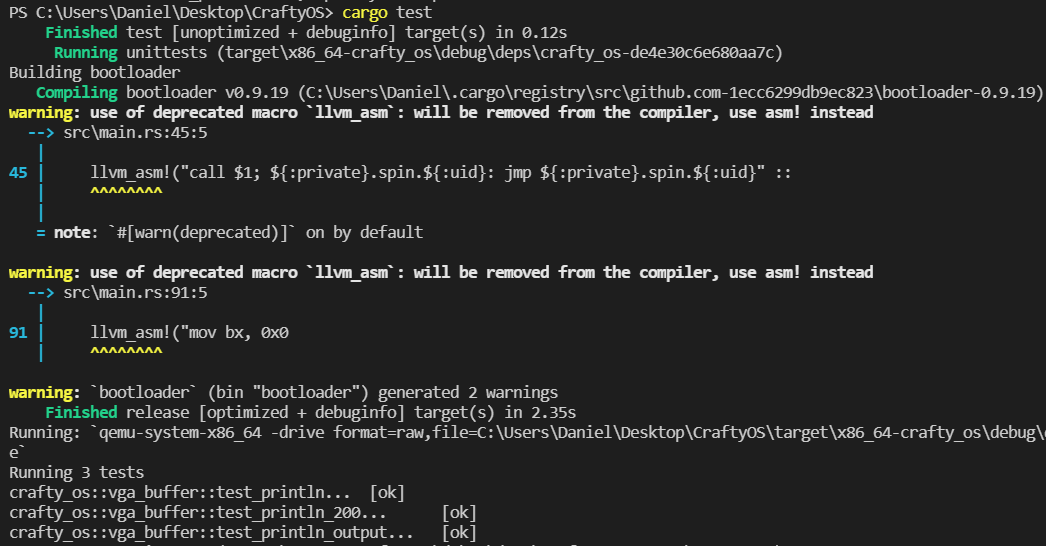 PS C:\Users\Daniel\Desktop\CraftyOS> cargo test
    Finished test [unoptimized + debuginfo] target(s) in 0.12s
     Running unittests (target\x86_64-crafty_os\debug\deps\crafty_os-de4e30c6e680aa7c)
Building bootloader
   Compiling bootloader v0.9.19 (C:\Users\Daniel\.cargo\registry\src\github.com-1ecc6299db9ec823\bootloader-0.9.19)
warning: use of deprecated macro `llvm_asm`: will be removed from the compiler, use asm! instead
  --> src\main.rs:45:5
   |
45 |     llvm_asm!("call $1; ${:private}.spin.${:uid}: jmp ${:private}.spin.${:uid}" ::
   |     ^^^^^^^^
   |
   = note: `#[warn(deprecated)]` on by default
warning: use of deprecated macro `llvm_asm`: will be removed from the compiler, use asm! instead
  --> src\main.rs:91:5
   |
91 |     llvm_asm!("mov bx, 0x0
   |     ^^^^^^^^
warning: `bootloader` (bin "bootloader") generated 2 warnings
    Finished release [optimized + debuginfo] target(s) in 2.35s
Running: `qemu-system-x86_64 -drive format=raw,file=C:\Users\Daniel\Desktop\CraftyOS\target\x86_64-crafty_os\debug\
e`
Running 3 tests
crafty_os::vga_buffer::test_println...  [ok]
crafty_os::vga_buffer::test_println_200...      [ok]
crafty_os::vga_buffer::test_println_output...   [ok]